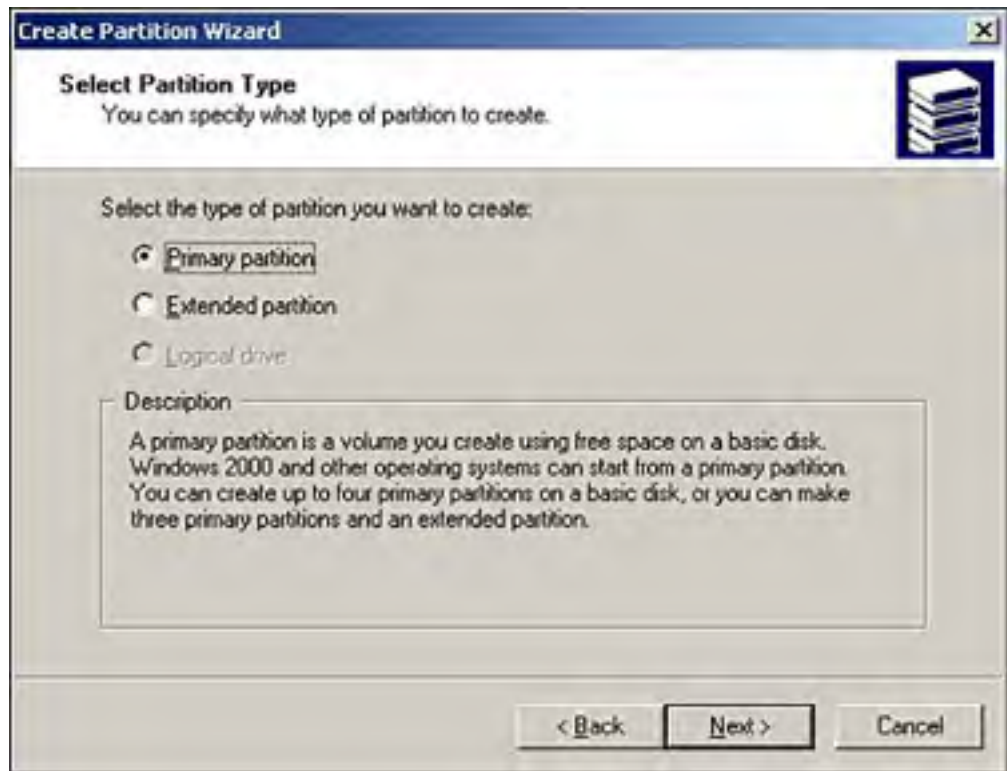 Create Partition Wizard
Select Partition Type
You can specify what type of partition to create.
Select the type of partition you want to create:
Primary partition
Extended partition
Logical drive
Description
A primary partition is a volume you create using free space on a basic disk.
Windows 2000 and other operating systems can start from a primary partition.
You can create up to four primary partitions on a basic disk, or you can make
three primary partitions and an extended partition.
< Back Next > Cancel